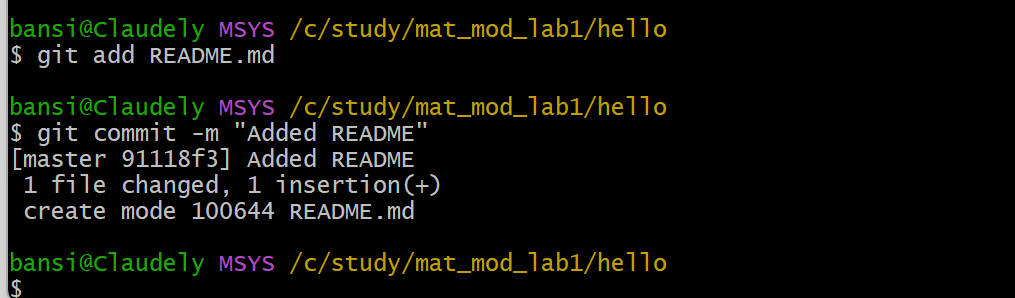 bansi@Claudely MSYS /c/study/mat_mod_lab1/hello
$ git add README.md
bansi@Claudely MSYS /c/study/mat_mod_lab1/hello
$ git commit -m "Added README"
[master 91118f3] Added README
 1 file changed, 1 insertion(+)
 create mode 100644 README.md
bansi@Claudely MSYS /c/study/mat_mod_lab1/hello
$